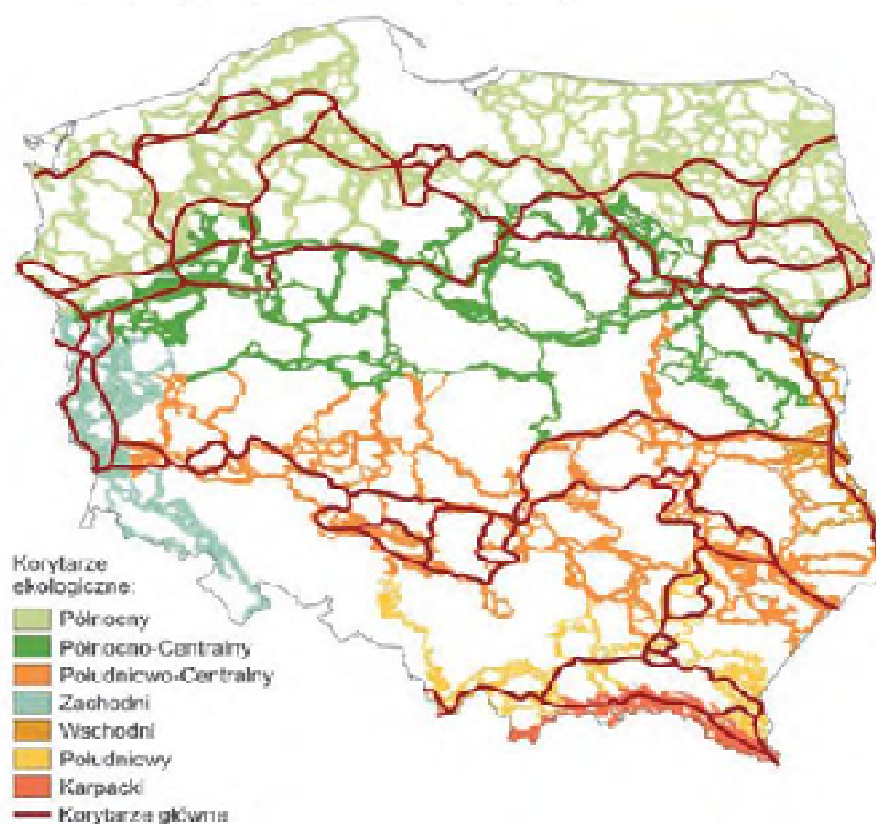 Korytarze
ekologiczne:
Północny
Północno-Centralny
Południowo-Centralny
Zachodni
Wschodni
Południowy
Karpacki
Korytarze główne